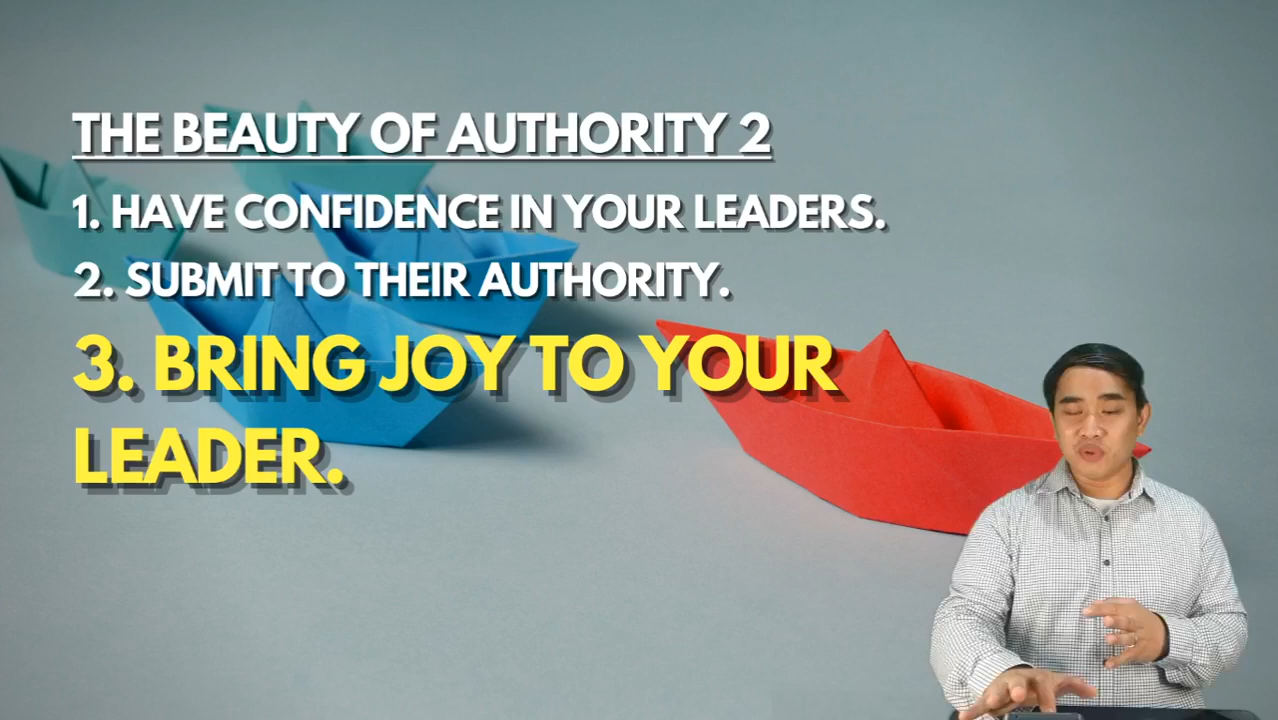 THE BEAUTY OF AUTHORITY 2
1. HAVE CONFIDENCE IN YOUR LEADERS.
2. SUBMIT TO THEIR AUTHORITY.
3. BRING JOY TO YOUR
LEADER.